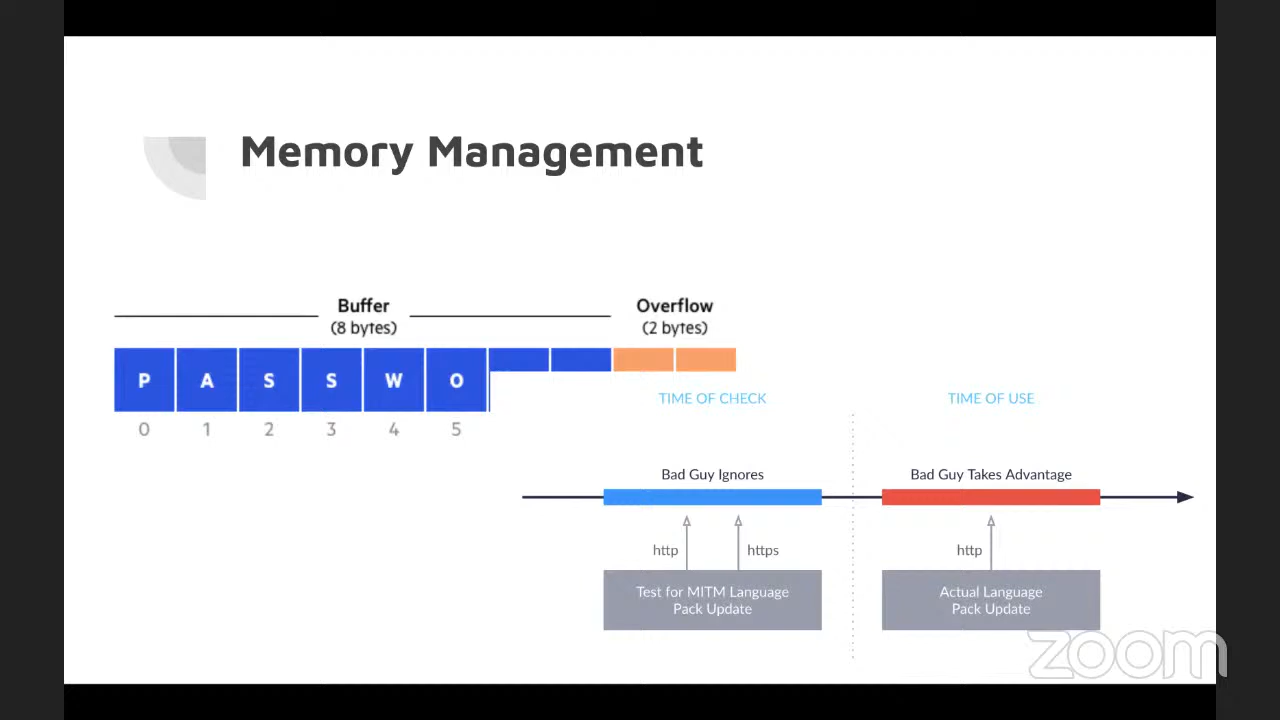 Memory Management
Buffer
(8 bytes)
Overflow
(2 bytes)
P A S S W O
0 1 2 3 4 5
TIME OF CHECK
TIME OF USE
Bad Guy Ignores
Bad Guy Takes Advantage
http
https
http
Test for MITM Language
Pack Update
Actual Language
Pack Update
zoom